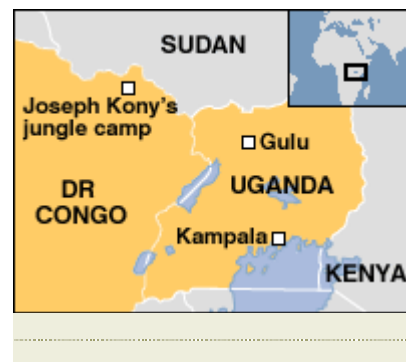 SUDAN
Joseph Kony's
jungle camp
Gulu
DR
CONGO
UGANDA
Kampala
KENYA